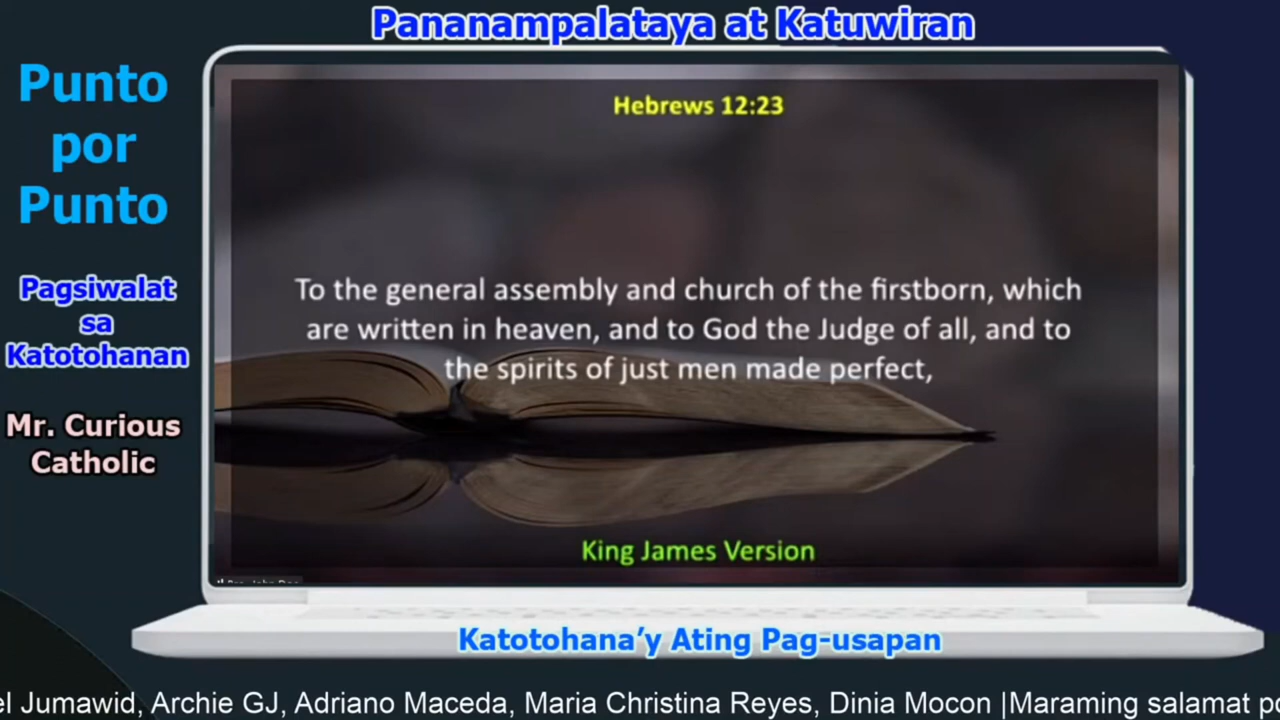 Pananampalataya at Katuwiran
Punto
por
Punto
Pagsiwalat
sa
Katotohanan
Mr. Curious
Catholic
Hebrews 12:23
To the general assembly and church of the firstborn, which
are written in heaven, and to God the Judge of all, and to
the spirits of just men made perfect,
King James Version
Katotohana’y Ating Pag-usapan
Jumawid, Archie GJ, Adriano Maceda, Maria Christina Reyes, Dinia Mocon |Maraming salamat